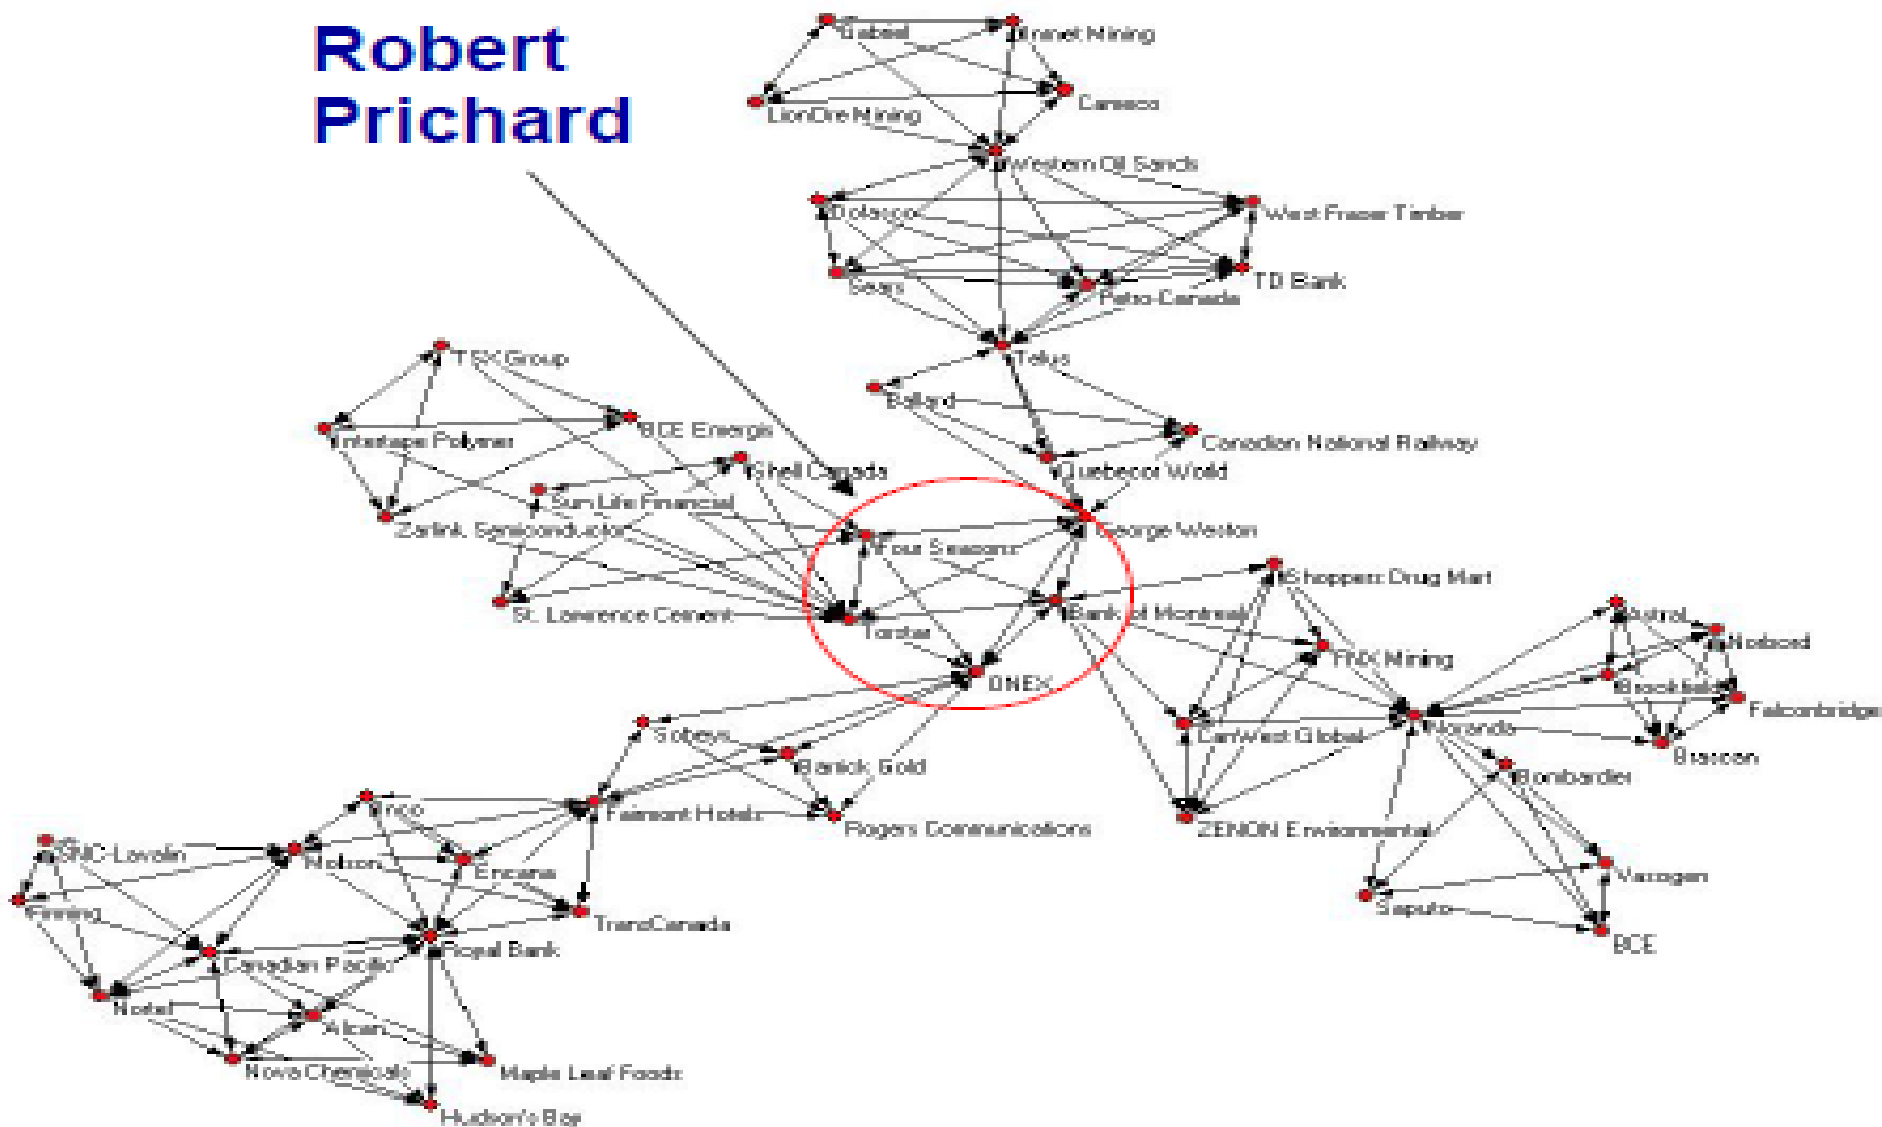 Robert
Prichard
Gabriel
Inmet Mining
Cameco
LionOre Mining
Western Oil Sands
Dofasco
West Fraser Timber
Sears
Petro-Canada
TD Bank
Telus
TSX Group
Ballard
Intertape Polymer
BCE Emergis
Canadian National Railway
Shell Canada
Quebecor World
Sun Life Financial
Zarlink Semiconductor
George Weston
Four Seasons
Shoppers Drug Mart
St. Lawrence Cement
Torstar
Bank of Montreal
Astral
Norbord
FNX Mining
ONEX
Brookfield
Falconbridge
Sobeys
CanWest Global
Noranda
Brascan
Barrick Gold
Bombardier
Inco
Fairmont Hotels
Rogers Communications
ZENON Environmental
SNC-Lavalin
Molson
Encana
Vasogen
Finning
TransCanada
Saputo
Royal Bank
BCE
Canadian Pacific
Nortel
Alcan
Nova Chemicals
Maple Leaf Foods
Hudson's Bay